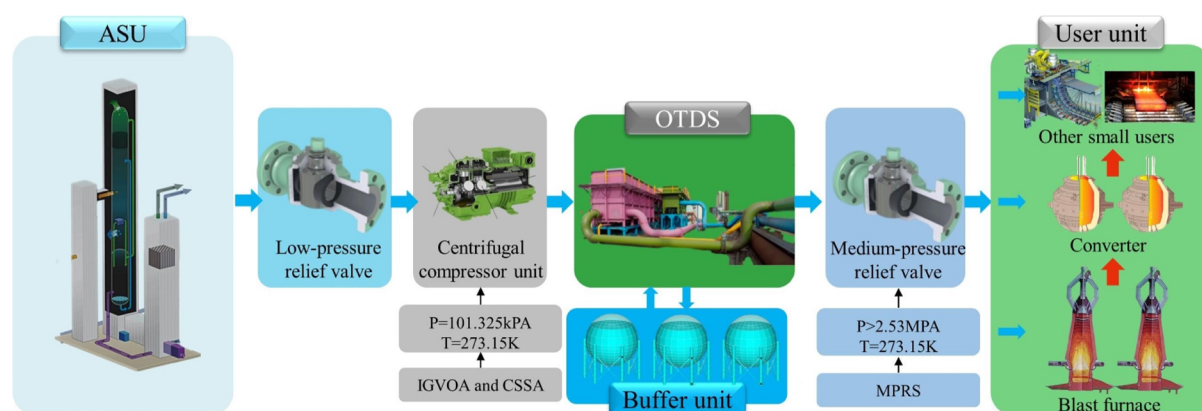 ASU
User unit
OTDS
Other small users
Low-pressure
relief valve
Centrifugal
compressor unit
Medium-pressure
relief valve
Converter
P=101.325kPA
T=273.15K
P>2.53MPA
T=273.15K
IGVOA and CSSA
Buffer unit
MPRS
Blast furnace